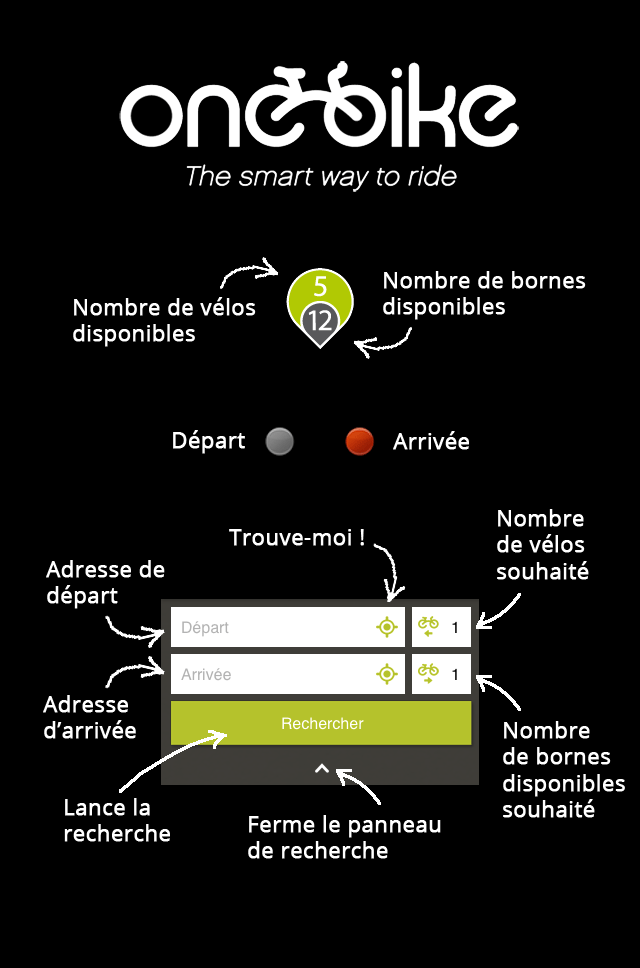 onebike
The smart way to ride
Nombre de vélos
disponibles
5
12
Nombre de bornes
disponibles
Départ
Arrivée
Trouve-moi !
Nombre
de vélos
souhaité
Adresse de
départ
Départ
1
Arrivée
1
Adresse
d’arrivée
Rechercher
Nombre
de bornes
disponibles
souhaité
Lance la
recherche
Ferme le panneau
de recherche